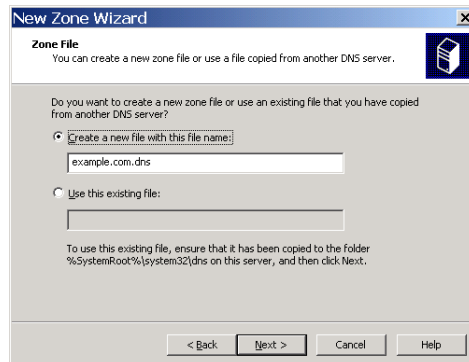 New Zone Wizard
Zone File
You can create a new zone file or use a file copied from another DNS server.
Do you want to create a new zone file or use an existing file that you have copied
from another DNS server?
Create a new file with this file name:
example.com.dns
Use this existing file:
To use this existing file, ensure that it has been copied to the folder
%SystemRoot%\system32\dns on this server, and then click Next.
< Back Next > Cancel Help